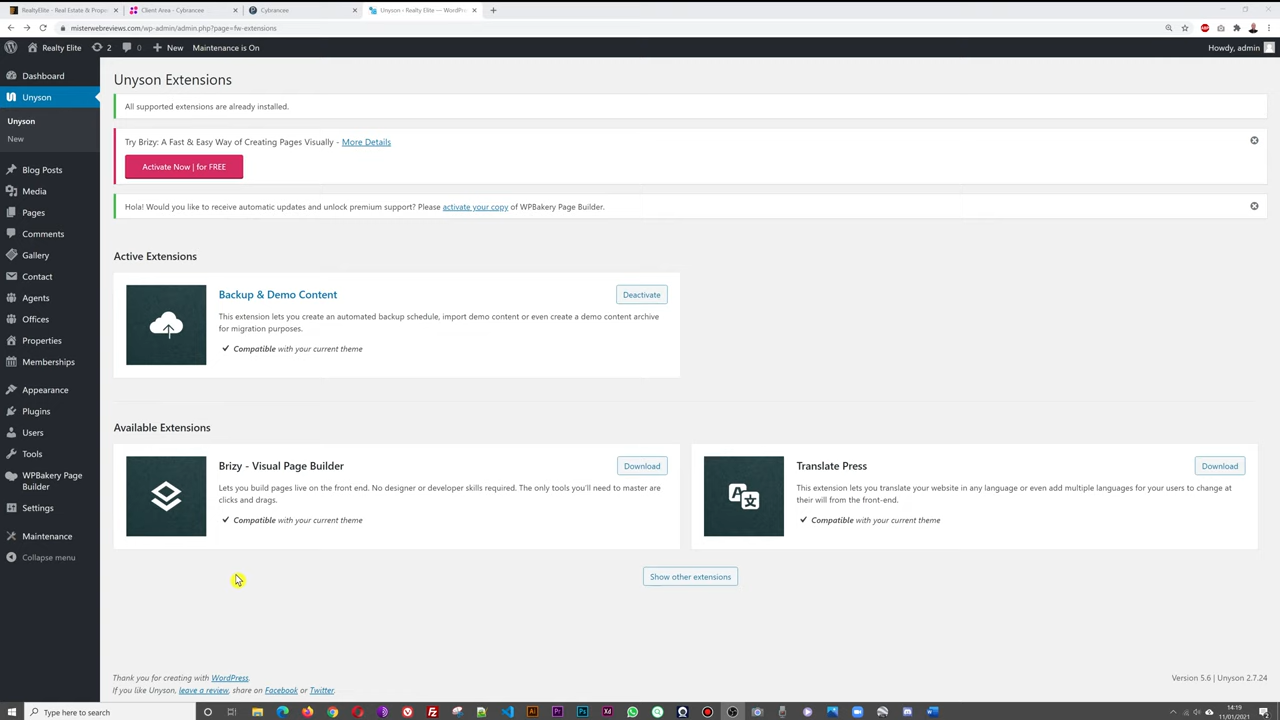 RealtyElite - Real Estate & Prope
Client Area - Cybrancee
Cybrancee
Unyson ‹ Realty Elite — WordPr
misterwebreviews.com/wp-admin/admin.php?page=fw-extensions
Realty Elite
2
0
New
Maintenance is On
Howdy, admin
Dashboard
Unyson
Unyson
New
Blog Posts
Media
Pages
Comments
Gallery
Contact
Agents
Offices
Properties
Memberships
Appearance
Plugins
Users
Tools
WPBakery Page
Builder
Settings
Maintenance
Collapse menu
Unyson Extensions
All supported extensions are already installed.
Try Brizy: A Fast & Easy Way of Creating Pages Visually - More Details
Activate Now | for FREE
Hola! Would you like to receive automatic updates and unlock premium support? Please activate your copy of WPBakery Page Builder.
Active Extensions
Backup & Demo Content
Deactivate
This extension lets you create an automated backup schedule, import demo content or even create a demo content archive
for migration purposes.
Compatible with your current theme
Available Extensions
Brizy - Visual Page Builder
Download
Lets you build pages live on the front end. No designer or developer skills required. The only tools you'll need to master are
clicks and drags.
Compatible with your current theme
Translate Press
Download
This extension lets you translate your website in any language or even add multiple languages for your users to change at
their will from the front-end.
Compatible with your current theme
Show other extensions
Thank you for creating with WordPress.
If you like Unyson, leave a review, share on Facebook or Twitter.
Version 5.6 | Unyson 2.7.24
Type here to search
14:19
11/01/2021